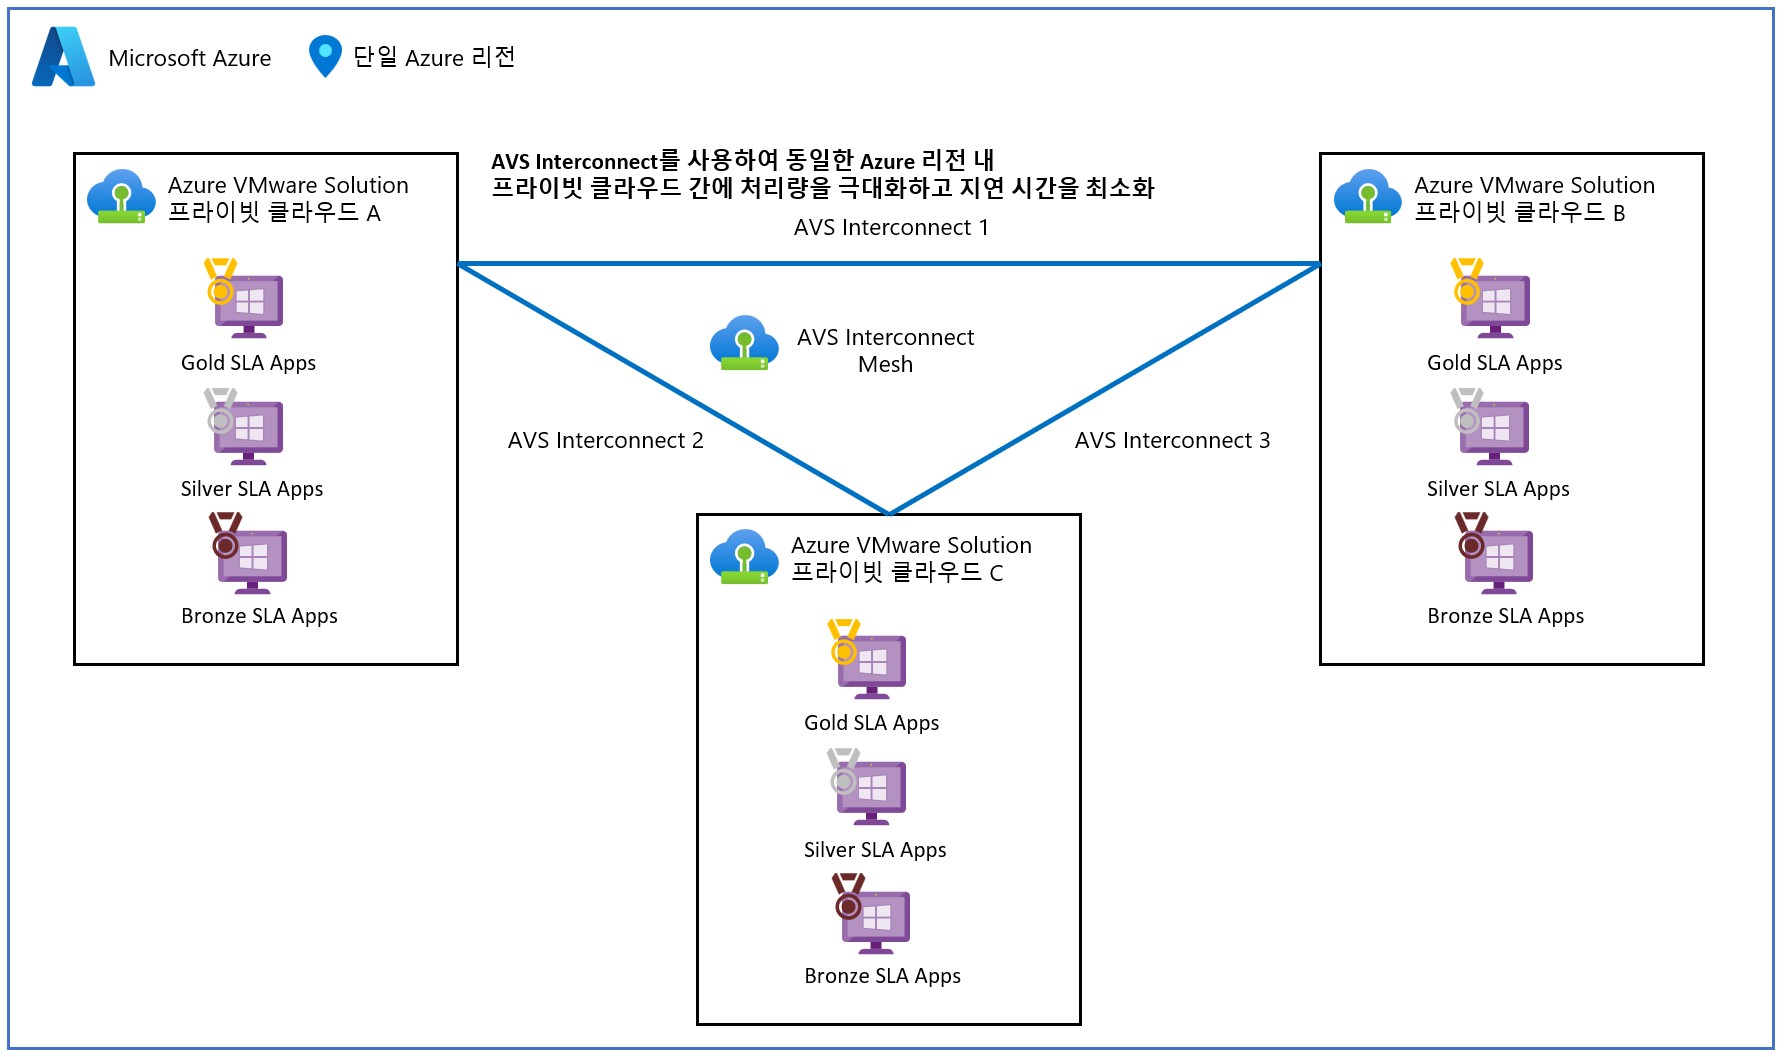 Microsoft Azure
단일 Azure 리전
AVS Interconnect를 사용하여 동일한 Azure 리전 내
프라이빗 클라우드 간에 처리량을 극대화하고 지연 시간을 최소화
Azure VMware Solution
프라이빗 클라우드 A
Gold SLA Apps
Silver SLA Apps
Bronze SLA Apps
AVS Interconnect 1
AVS Interconnect
Mesh
AVS Interconnect 2
AVS Interconnect 3
Azure VMware Solution
프라이빗 클라우드 B
Gold SLA Apps
Silver SLA Apps
Bronze SLA Apps
Azure VMware Solution
프라이빗 클라우드 C
Gold SLA Apps
Silver SLA Apps
Bronze SLA Apps